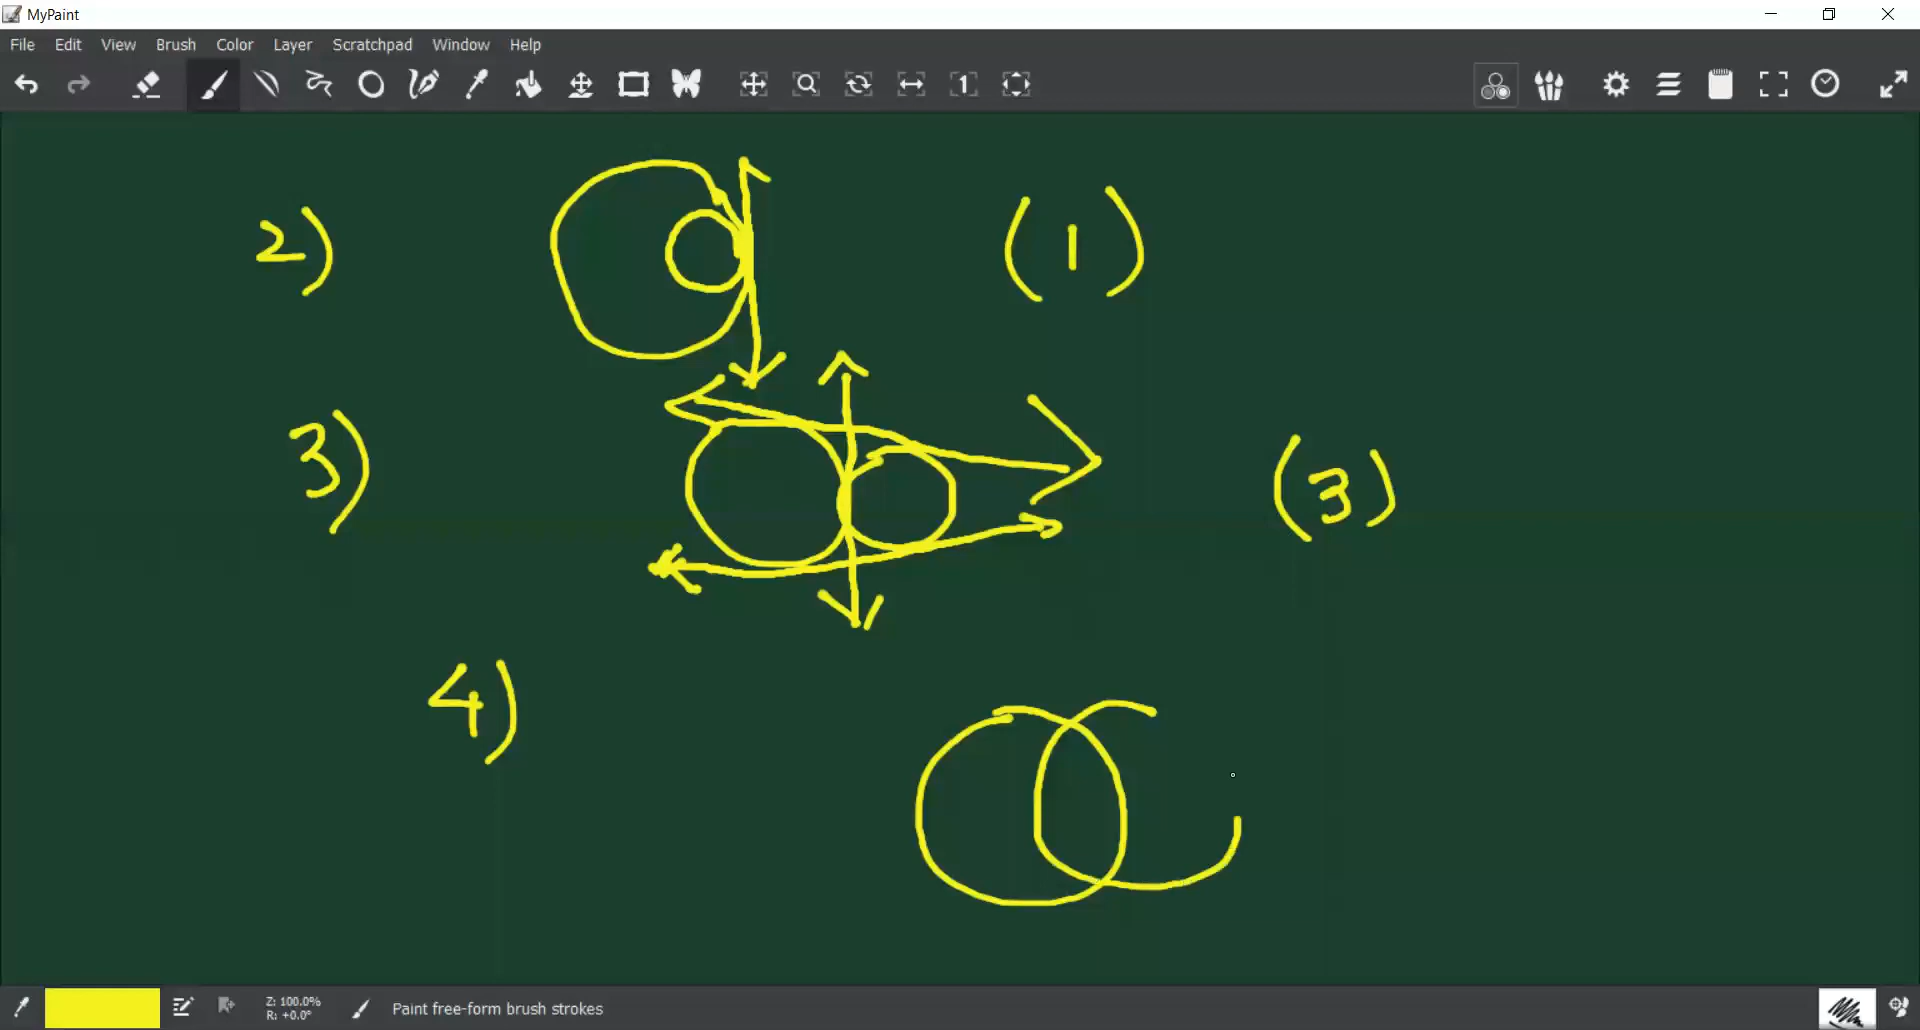 MyPaint
File Edit View Brush Color Layer Scratchpad Window Help
1
2) (1)
3) (3)
4)
Z: 100.0%
R: +0.0°
Paint free-form brush strokes